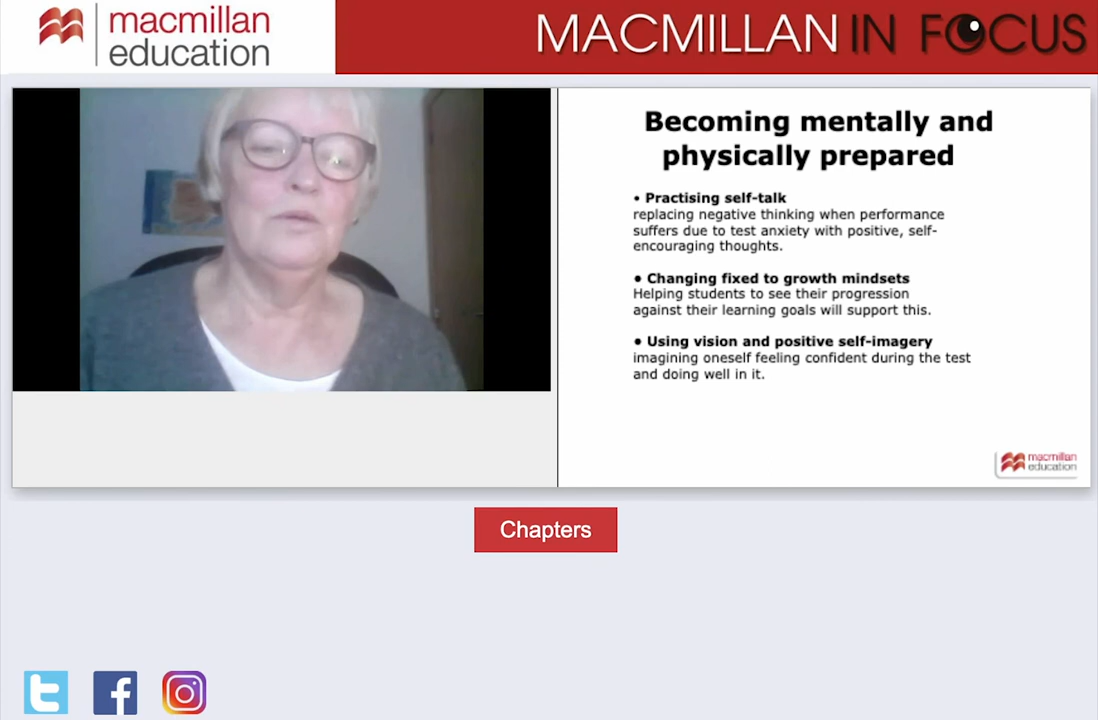 macmillan
education
MACMILLAN IN FOCUS
Becoming mentally and
physically prepared
• Practising self-talk
replacing negative thinking when performance
suffers due to test anxiety with positive, self-
encouraging thoughts.
• Changing fixed to growth mindsets
Helping students to see their progression
against their learning goals will support this.
• Using vision and positive self-imagery
imagining oneself feeling confident during the test
and doing well in it.
macmillan
education
Chapters